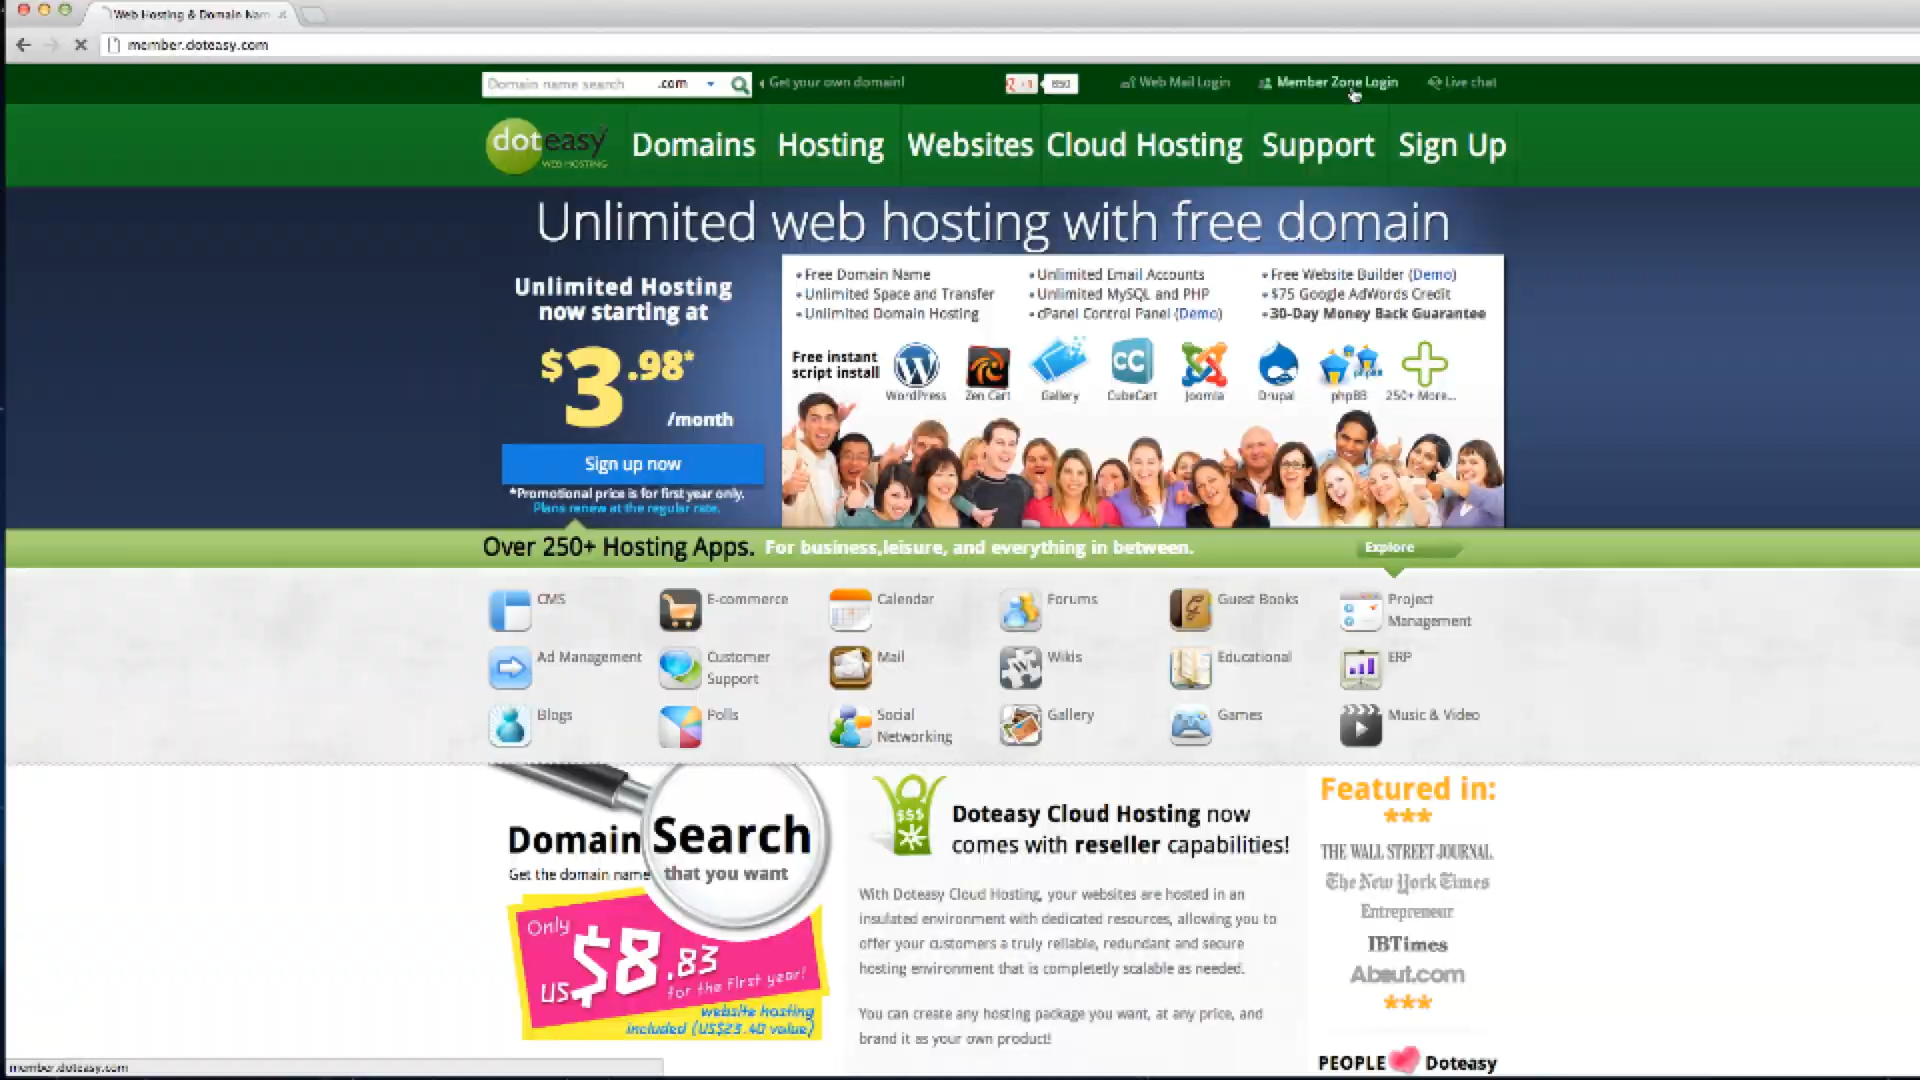 Web Hosting & Domain Nam
member.doteasy.com
Domain name search .com
Get your own domain!
+1
Web Mail Login
Member Zone Login
Live chat
doteasy
WEB HOSTING
Domains
Hosting
Websites
Cloud Hosting
Support
Sign Up
Unlimited web hosting with free domain
Unlimited Hosting
now starting at
$3.98*
/month
Sign up now
*Promotional price is for first year only.
Plans renew at the regular rate.
• Free Domain Name
• Unlimited Space and Transfer
• Unlimited Domain Hosting
• Unlimited Email Accounts
• Unlimited MySQL and PHP
• cPanel Control Panel (Demo)
• Free Website Builder (Demo)
• $75 Google AdWords Credit
• 30-Day Money Back Guarantee
Free instant
script install
WordPress
Zen Cart
Gallery
CC
CubeCart
Joomla
Drupal
phpBB
250+ More...
Over 250+ Hosting Apps. For business,leisure, and everything in between.
Explore
CMS
E-commerce
Calendar
Forums
Guest Books
Project
Management
Ad Management
Customer
Support
Mail
Wikis
Educational
ERP
Blogs
Polls
Social
Networking
Gallery
Games
Music & Video
Domain Search
Get the domain name that you want
Only
US$8.83
for the first year!
website hosting
included (US$23.40 value)
$$$
Doteasy Cloud Hosting now
comes with reseller capabilities!
With Doteasy Cloud Hosting, your websites are hosted in an
insulated environment with dedicated resources, allowing you to
offer your customers a truly reliable, redundant and secure
hosting environment that is completetly scalable as needed.
You can create any hosting package you want, at any price, and
brand it as your own product!
Featured in:
***
THE WALL STREET JOURNAL.
The New York Times
Entrepreneur
IBTimes
About.com
***
PEOPLE Doteasy
member.doteasy.com